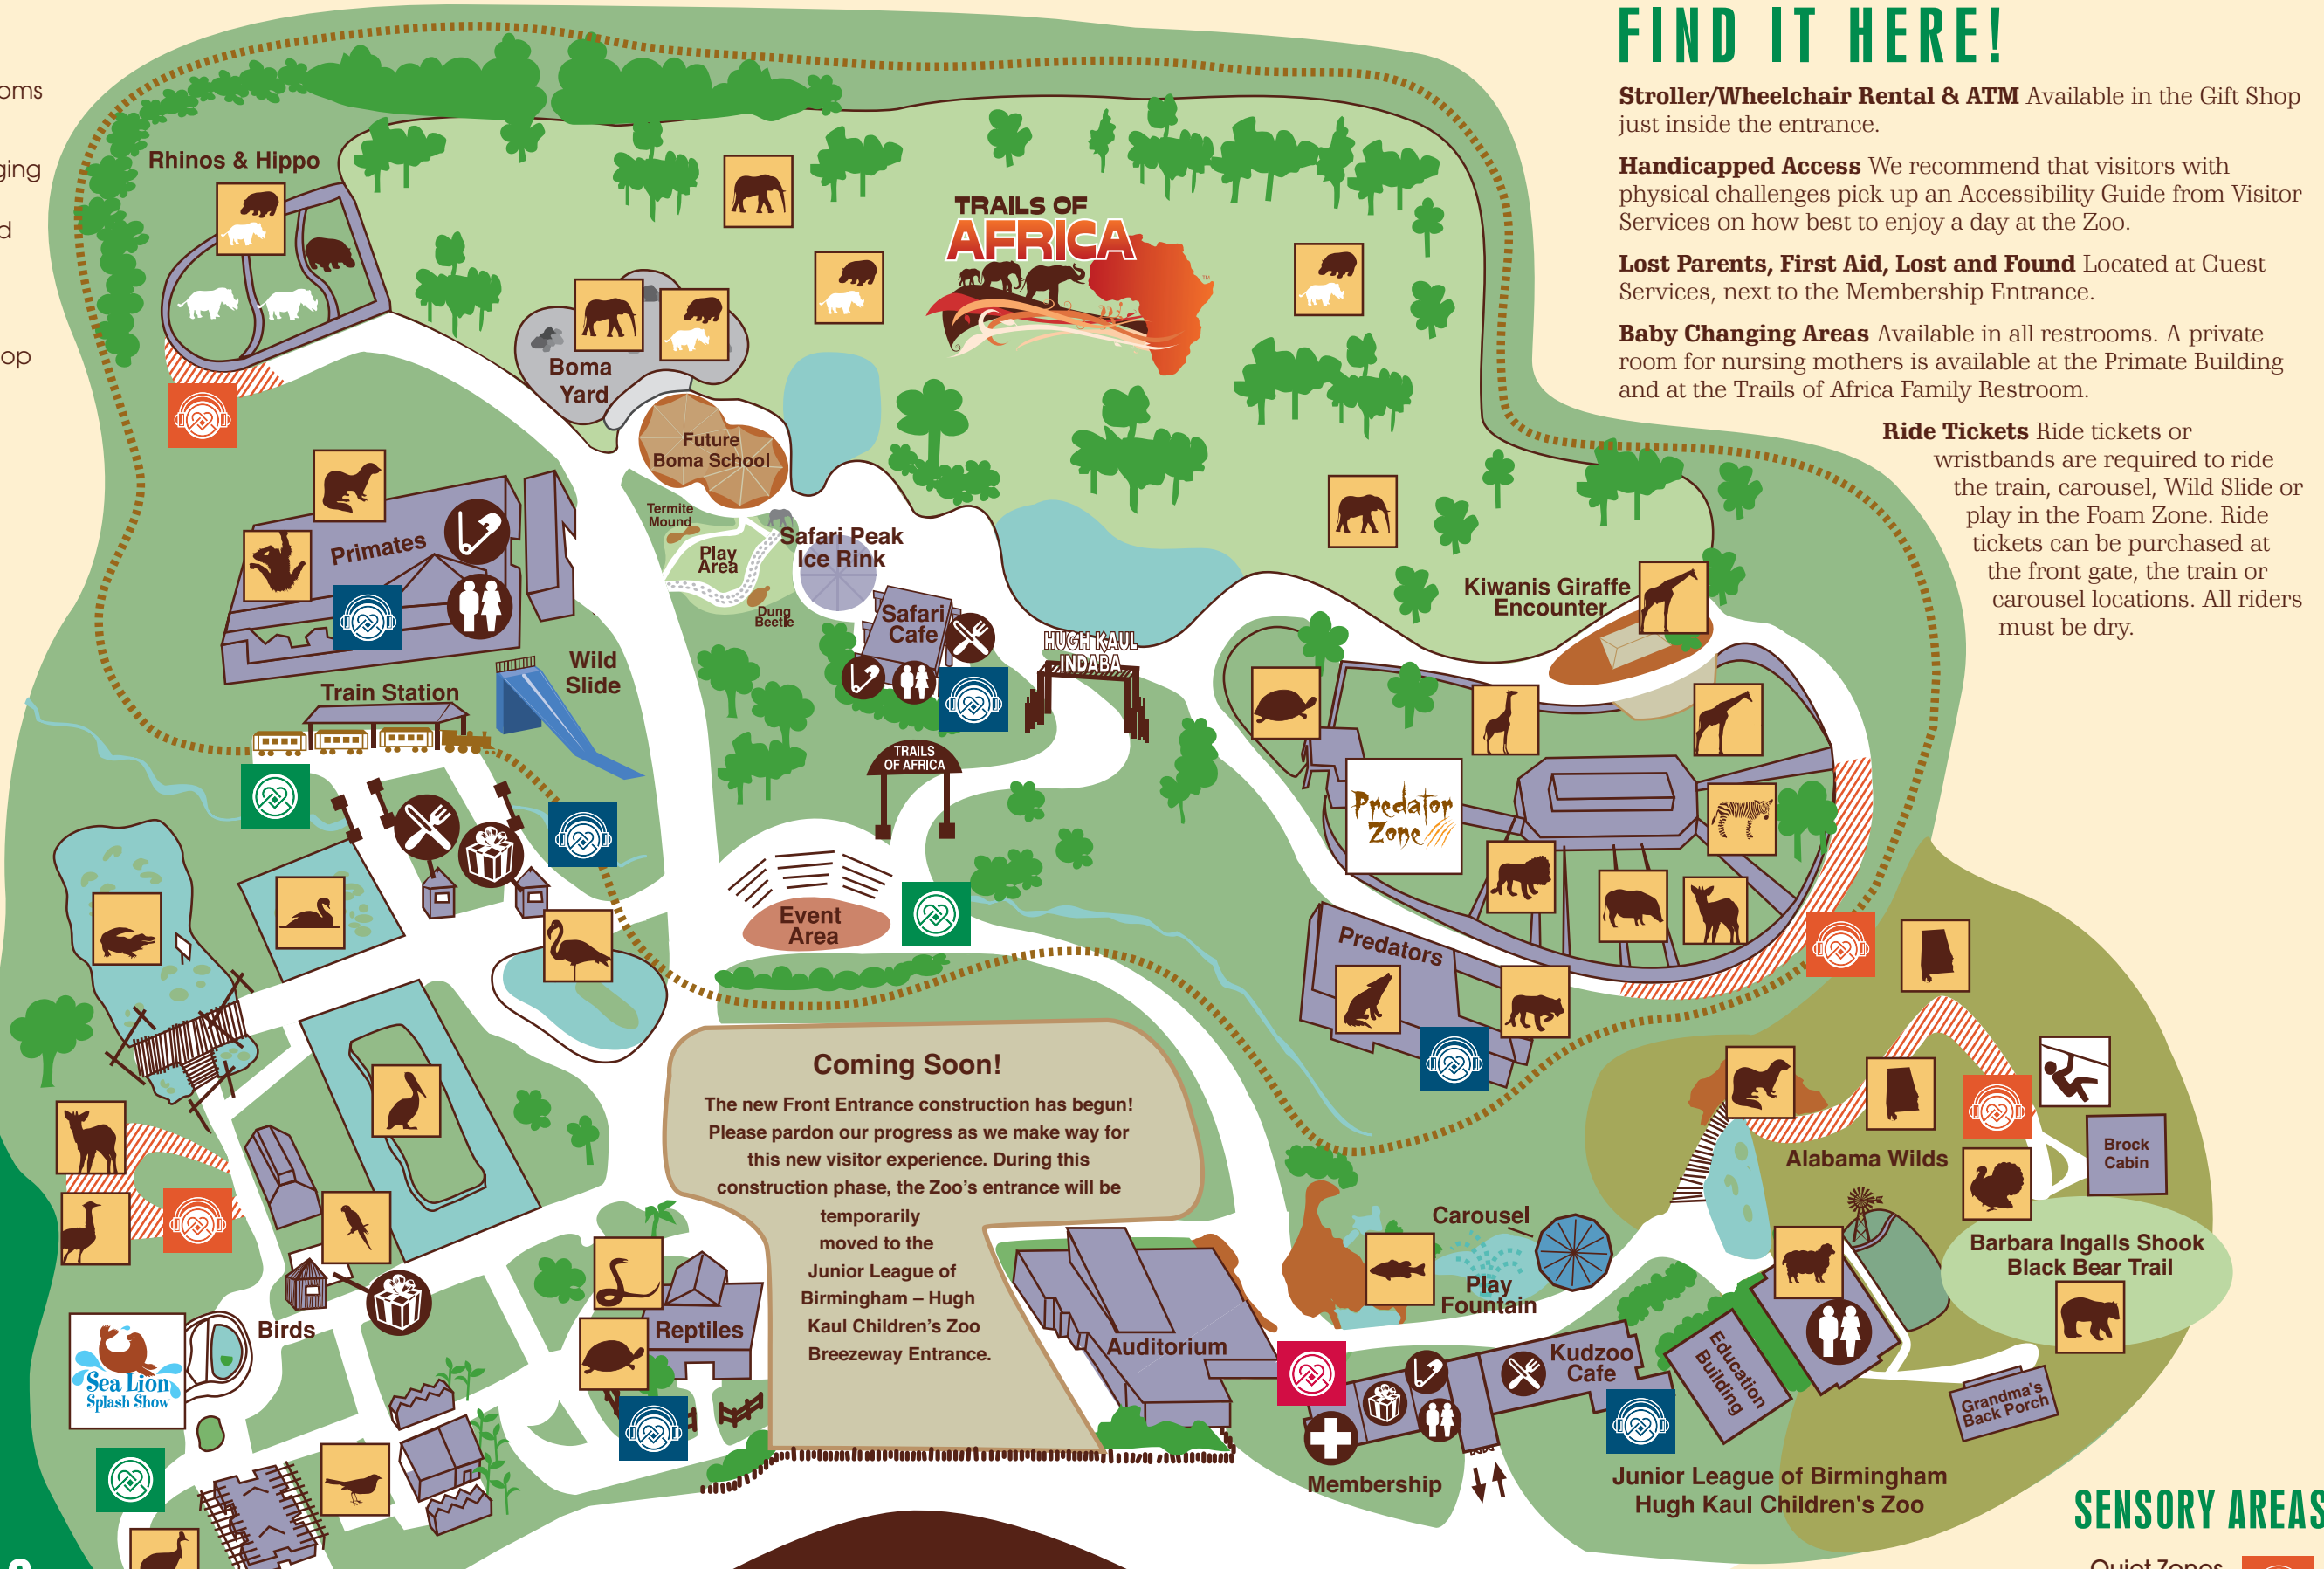 FIND IT HERE!
Stroller/Wheelchair Rental & ATM Available in the Gift Shop
just inside the entrance.
Handicapped Access We recommend that visitors with
physical challenges pick up an Accessibility Guide from Visitor
Services on how best to enjoy a day at the Zoo.
Lost Parents, First Aid, Lost and Found Located at Guest
Services, next to the Membership Entrance.
Baby Changing Areas Available in all restrooms. A private
room for nursing mothers is available at the Primate Building
and at the Trails of Africa Family Restroom.
Ride Tickets Ride tickets or
wristbands are required to ride
the train, carousel, Wild Slide or
play in the Foam Zone. Ride
tickets can be purchased at
the front gate, the train or
carousel locations. All riders
must be dry.
oms
ging
d
op
Rhinos & Hippo
TRAILS OF
AFRICA
TM
Boma
Yard
Future
Boma School
Termite
Mound
Play
Area
Dung
Beetle
Safari Peak
Ice Rink
Safari
Cafe
HUGH KAUL
INDABA
Kiwanis Giraffe
Encounter
Primates
Wild
Slide
Train Station
TRAILS
OF AFRICA
Predator
Zone
Event
Area
Predators
Coming Soon!
The new Front Entrance construction has begun!
Please pardon our progress as we make way for
this new visitor experience. During this
construction phase, the Zoo's entrance will be
temporarily
moved to the
Junior League of
Birmingham – Hugh
Kaul Children's Zoo
Breezeway Entrance.
Alabama Wilds
Brock
Cabin
Barbara Ingalls Shook
Black Bear Trail
Carousel
Play
Fountain
Birds
Reptiles
Sea Lion
Splash Show
Auditorium
Kudzoo
Cafe
Education
Building
Grandma's
Back Porch
Membership
Junior League of Birmingham
Hugh Kaul Children's Zoo
SENSORY AREAS
Quiet Zones